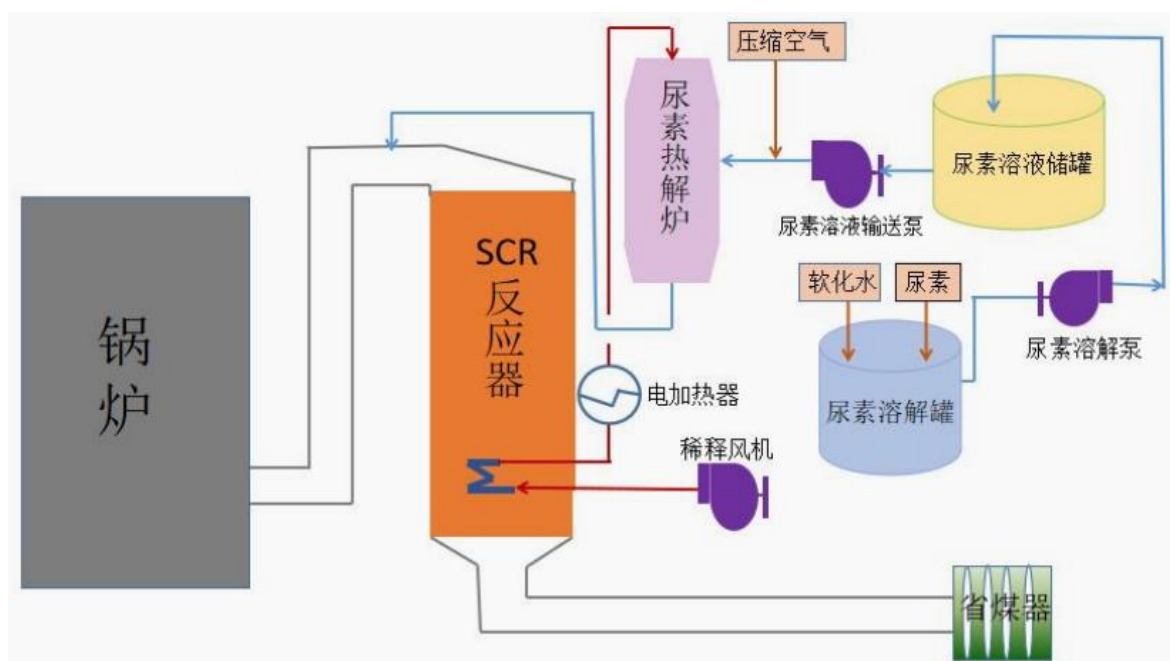 压缩空气
尿素热解炉
尿素溶液储罐
尿素溶液输送泵
SCR
反应器
软化水
尿素
尿素溶解泵
锅炉
电加热器
尿素溶解罐
稀释风机
省煤器